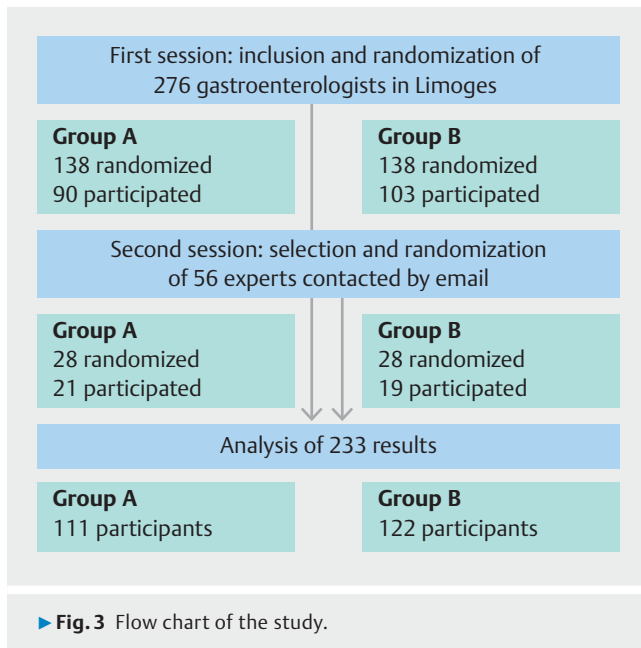 First session: inclusion and randomization of
276 gastroenterologists in Limoges
Group A
138 randomized
90 participated
Group B
138 randomized
103 participated
Second session: selection and randomization
of 56 experts contacted by email
Group A
28 randomized
21 participated
Group B
28 randomized
19 participated
Analysis of 233 results
Group A
111 participants
Group B
122 participants
▶ Fig. 3 Flow chart of the study.